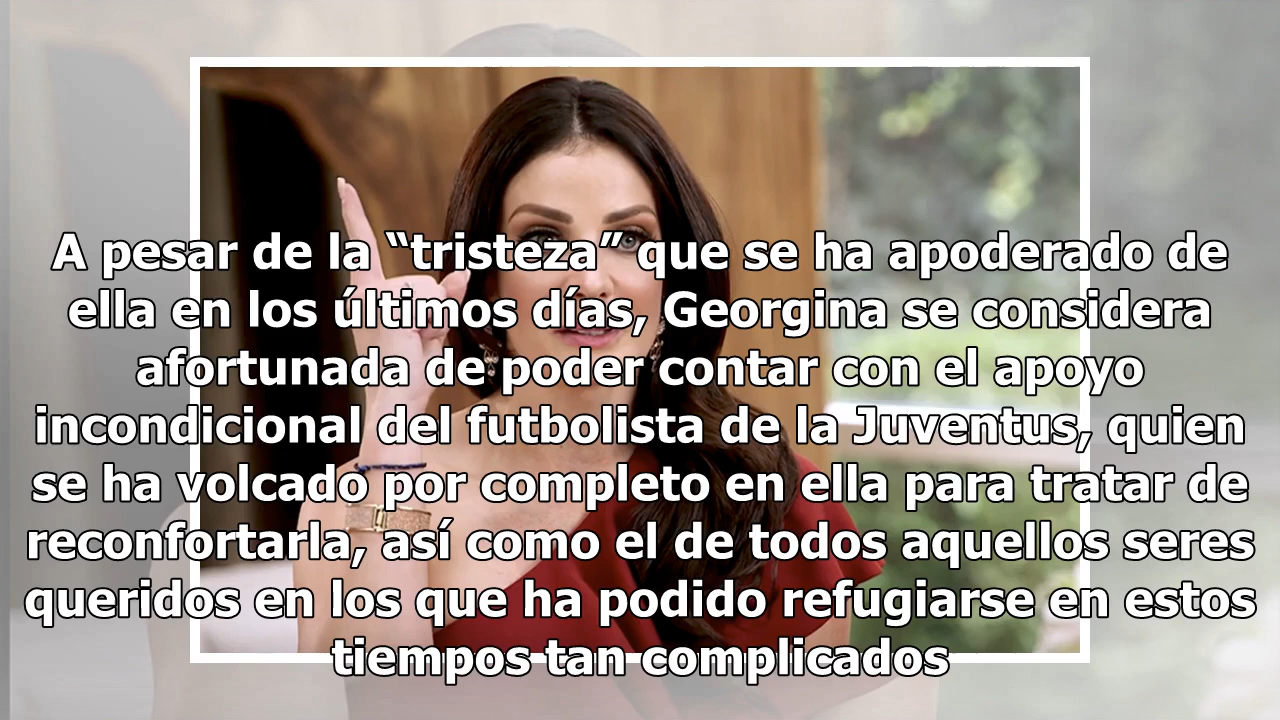 A pesar de la “tristeza” que se ha apoderado de
ella en los últimos días, Georgina se considera
afortunada de poder contar con el apoyo
incondicional del futbolista de la Juventus, quien
se ha volcado por completo en ella para tratar de
reconfortarla, así como el de todos aquellos seres
queridos en los que ha podido refugiarse en estos
tiempos tan complicados